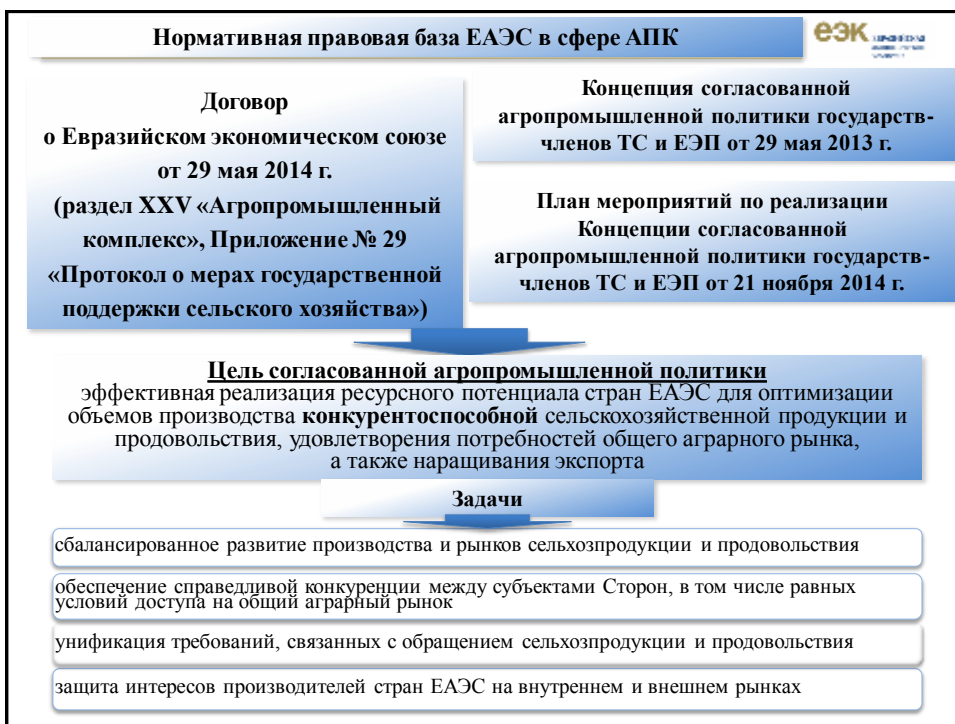 Нормативная правовая база ЕАЭС в сфере АПК
еэк
Договор
о Евразийском экономическом союзе
от 29 мая 2014 г.
(раздел XXV «Агропромышленный
комплекс», Приложение № 29
«Протокол о мерах государственной
поддержки сельского хозяйства»)
Концепция согласованной
агропромышленной политики государств-
членов ТС и ЕЭП от 29 мая 2013 г.
План мероприятий по реализации
Концепции согласованной
агропромышленной политики государств-
членов ТС и ЕЭП от 21 ноября 2014 г.
Цель согласованной агропромышленной политики
эффективная реализация ресурсного потенциала стран ЕАЭС для оптимизации
объемов производства конкурентоспособной сельскохозяйственной продукции и
продовольствия, удовлетворения потребностей общего аграрного рынка,
а также наращивания экспорта
Задачи
сбалансированное развитие производства и рынков сельхозпродукции и продовольствия
обеспечение справедливой конкуренции между субъектами Сторон, в том числе равных
условий доступа на общий аграрный рынок
унификация требований, связанных с обращением сельхозпродукции и продовольствия
защита интересов производителей стран ЕАЭС на внутреннем и внешнем рынках